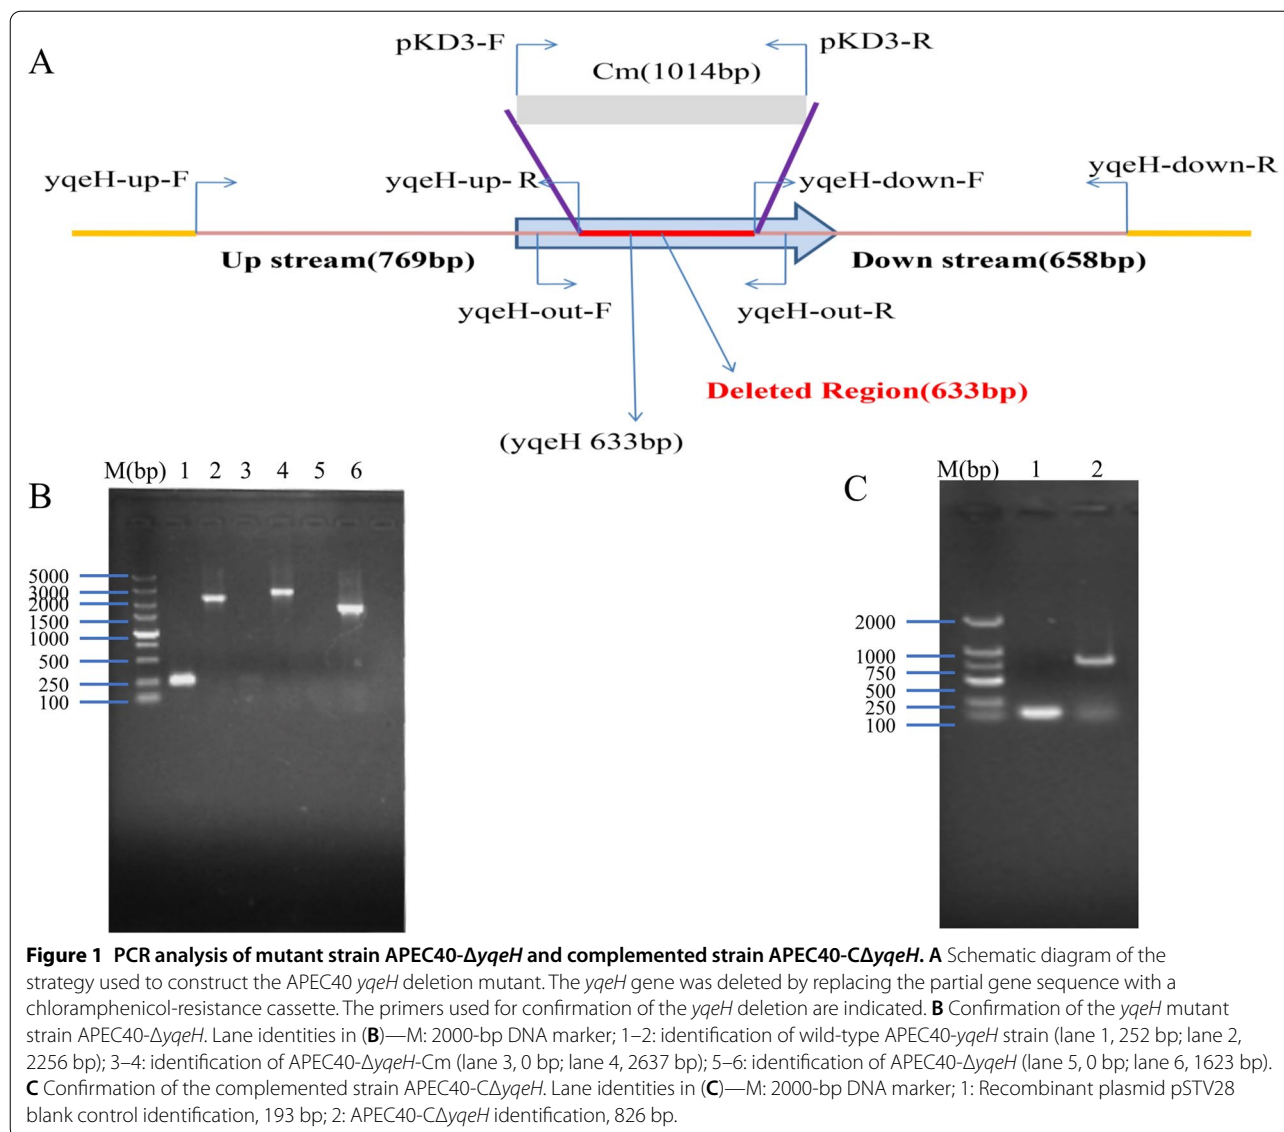 A
pKD3-F
pKD3-R
Cm(1014bp)
yqeH-up-F
yqeH-up- R
yqeH-down-F
yqeH-down-R
Up stream(769bp)
Down stream(658bp)
yqeH-out-F
yqeH-out-R
Deleted Region(633bp)
(yqeH 633bp)
B
M(bp) 1 2 3 4 5 6
5000
3000
2000
1500
1000
500
250
100
C
M(bp) 1 2
2000
1000
750
500
250
100
Figure 1 PCR analysis of mutant strain APEC40-ΔyqeH and complemented strain APEC40-CΔyqeH. A Schematic diagram of the
strategy used to construct the APEC40 yqeH deletion mutant. The yqeH gene was deleted by replacing the partial gene sequence with a
chloramphenicol-resistance cassette. The primers used for confirmation of the yqeH deletion are indicated. B Confirmation of the yqeH mutant
strain APEC40-ΔyqeH. Lane identities in (B)—M: 2000-bp DNA marker; 1–2: identification of wild-type APEC40-yqeH strain (lane 1, 252 bp; lane 2,
2256 bp); 3–4: identification of APEC40-ΔyqeH-Cm (lane 3, 0 bp; lane 4, 2637 bp); 5–6: identification of APEC40-ΔyqeH (lane 5, 0 bp; lane 6, 1623 bp).
C Confirmation of the complemented strain APEC40-CΔyqeH. Lane identities in (C)—M: 2000-bp DNA marker; 1: Recombinant plasmid pSTV28
blank control identification, 193 bp; 2: APEC40-CΔyqeH identification, 826 bp.